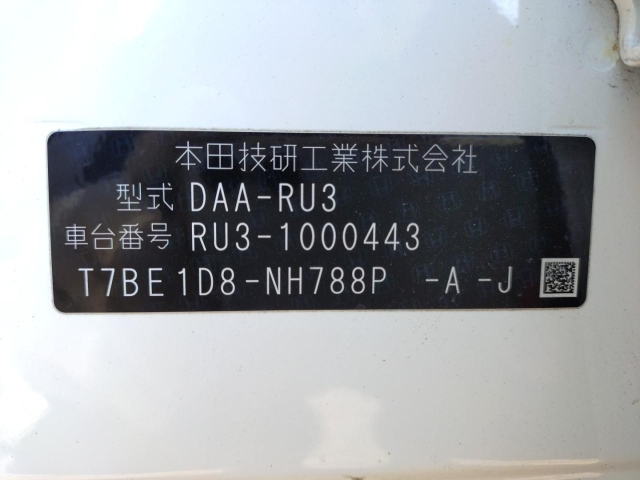 本田技研工業株式会社
型式 DAA-RU3
車台番号 RU3-1000443
T7BE1D8-NH788P -A-J